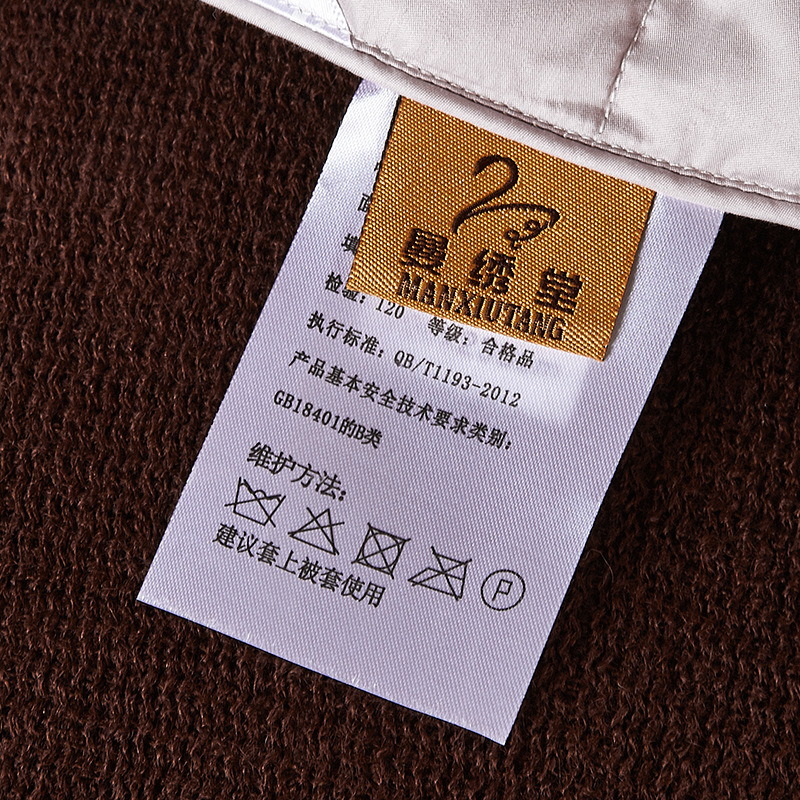 曼绣堂
MANXIUTANG
检验: 120 等级: 合格品
执行标准: QB/T1193-2012
产品基本安全技术要求类别:
GB18401的B类
维护方法:
P
建议套上被套使用